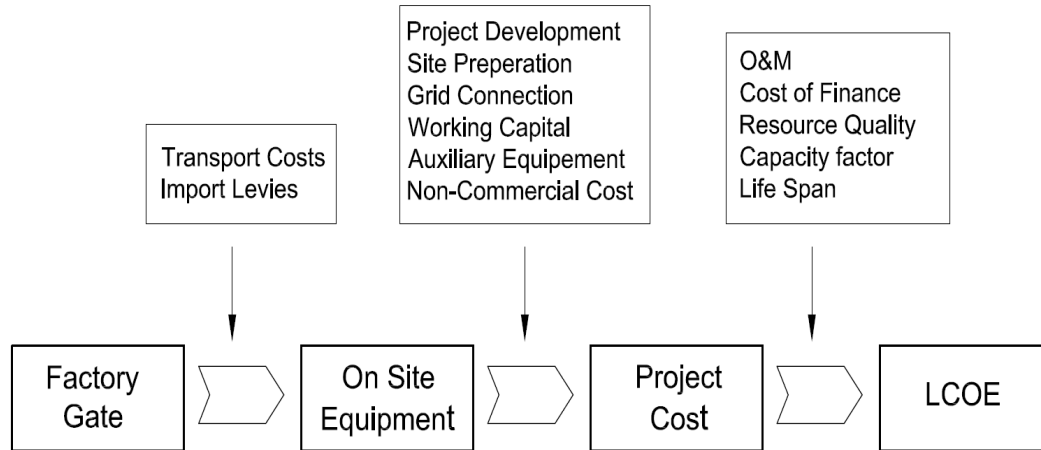 Transport Costs
Import Levies
Project Development
Site Preperation
Grid Connection
Working Capital
Auxiliary Equipement
Non-Commercial Cost
O&M
Cost of Finance
Resource Quality
Capacity factor
Life Span
Factory
Gate
On Site
Equipment
Project
Cost
LCOE